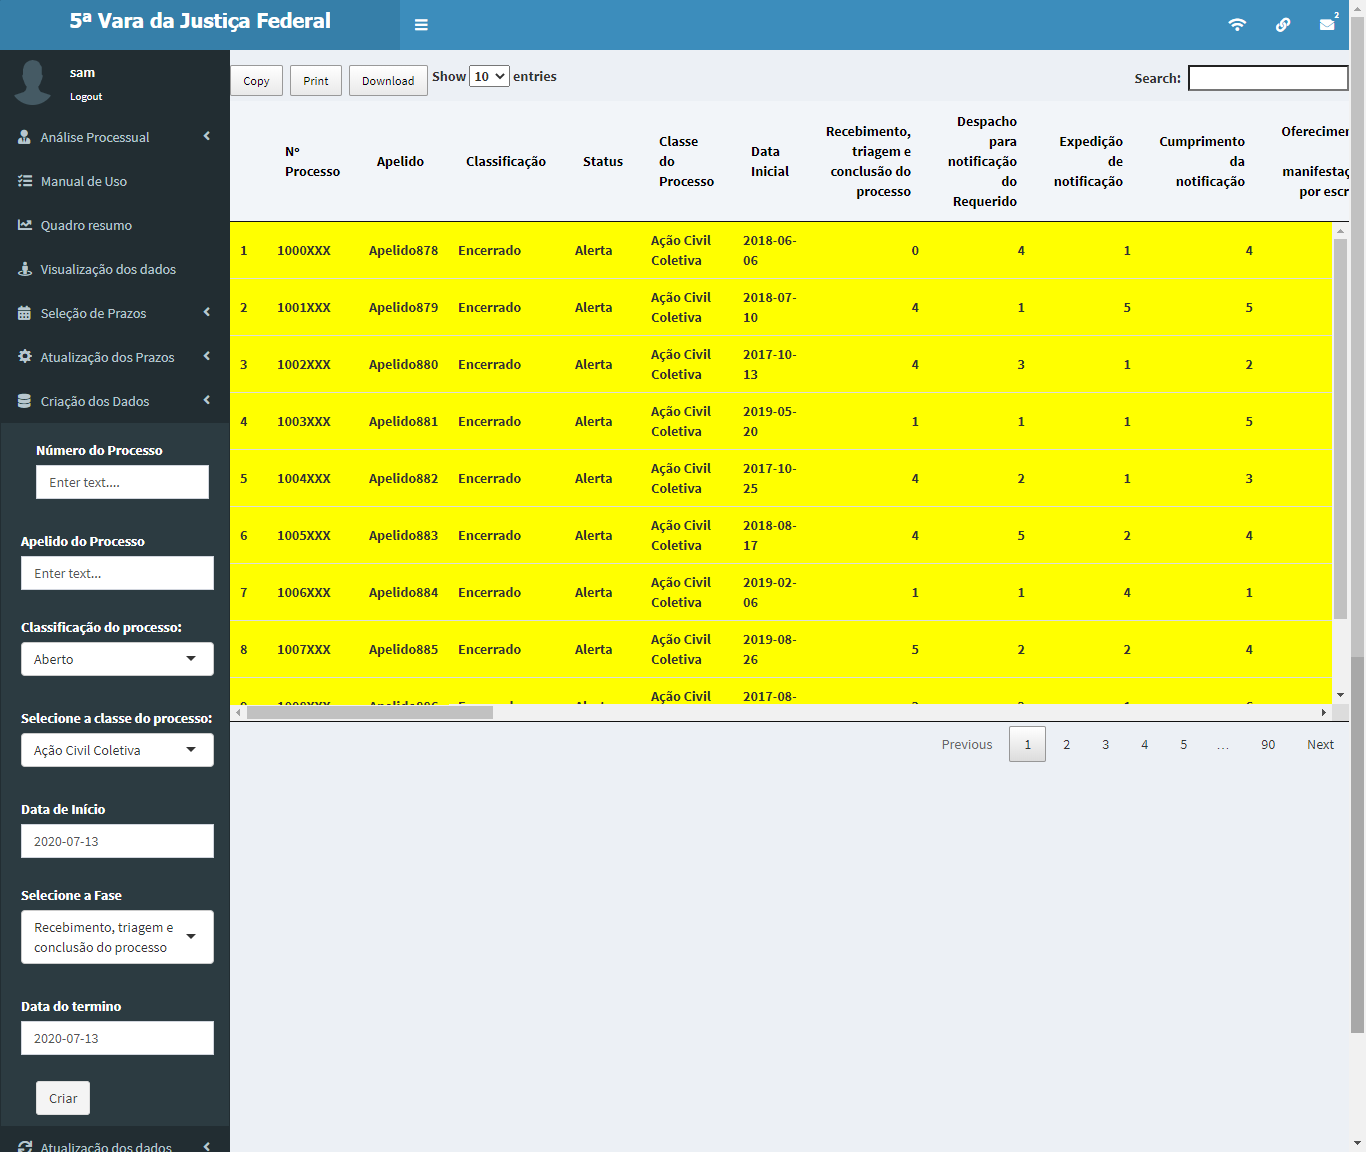 5ª Vara da Justiça Federal
2
sam
Logout
Análise Processual
Manual de Uso
Quadro resumo
Visualização dos dados
Seleção de Prazos
Atualização dos Prazos
Criação dos Dados
Número do Processo
Enter text....
Apelido do Processo
Enter text...
Classificação do processo:
Aberto
Selecione a classe do processo:
Ação Civil Coletiva
Data de Início
2020-07-13
Selecione a Fase
Recebimento, triagem e
conclusão do processo
Data do termino
2020-07-13
Criar
Atualização dos dados
Copy Print Download Show 10 entries Search:
Nº
Processo
Apelido
Classificação
Status
Classe
do
Processo
Data
Inicial
Recebimento,
triagem e
conclusão do
processo
Despacho
para
notificação
do
Requerido
Expedição
de
notificação
Cumprimento
da
notificação
Oferecimen
manifestaç
por escr
1 1000XXX Apelido878 Encerrado Alerta Ação Civil Coletiva 2018-06-06 0 4 1 4
2 1001XXX Apelido879 Encerrado Alerta Ação Civil Coletiva 2018-07-10 4 1 5 5
3 1002XXX Apelido880 Encerrado Alerta Ação Civil Coletiva 2017-10-13 4 3 1 2
4 1003XXX Apelido881 Encerrado Alerta Ação Civil Coletiva 2019-05-20 1 1 1 5
5 1004XXX Apelido882 Encerrado Alerta Ação Civil Coletiva 2017-10-25 4 2 1 3
6 1005XXX Apelido883 Encerrado Alerta Ação Civil Coletiva 2018-08-17 4 5 2 4
7 1006XXX Apelido884 Encerrado Alerta Ação Civil Coletiva 2019-02-06 1 1 4 1
8 1007XXX Apelido885 Encerrado Alerta Ação Civil Coletiva 2019-08-26 5 2 2 4
Ação Civil 2017-08-
Previous 1 2 3 4 5 … 90 Next